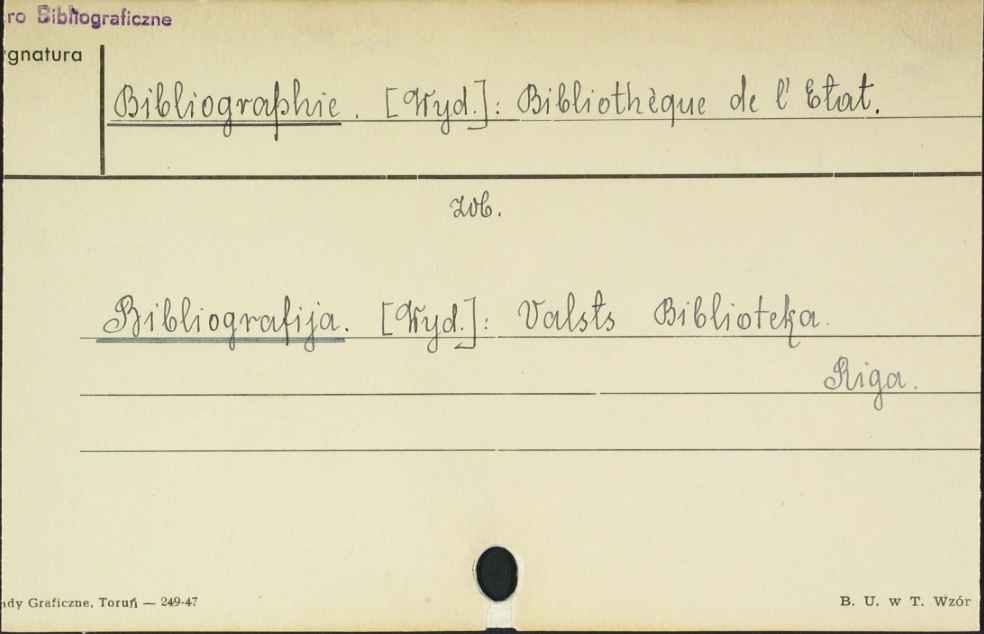 ro Bibliograficzne
gnatura
Bibliographie. [Wyd.]: Bibliothèque de l' Etat.
zob.
Bibliografija. [Wyd.]: Valsts Biblioteka.
Riga.
ady Graficzne, Toruń — 249-47
B. U. w T. Wzór